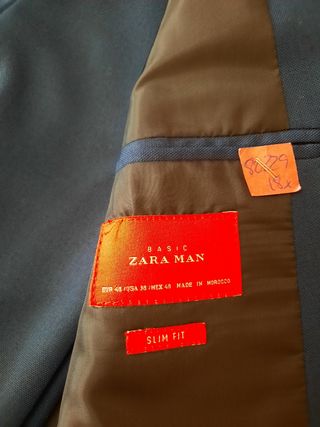 BASIC
ZARA MAN
EUR 48 / USA 38 / MEX 48 MADE IN MOROCCO
SLIM FIT